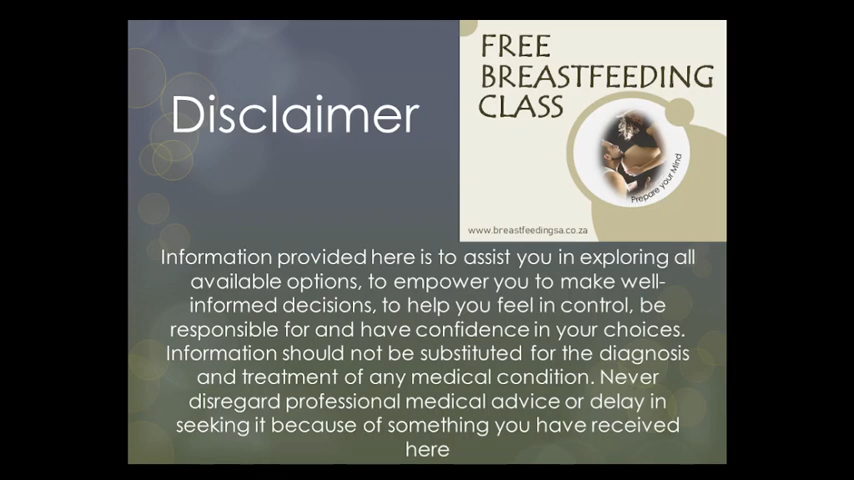 Disclaimer
FREE
BREASTFEEDING
CLASS
Prepare your Mind
www.breastfeedingsa.co.za
Information provided here is to assist you in exploring all
available options, to empower you to make well-
informed decisions, to help you feel in control, be
responsible for and have confidence in your choices.
Information should not be substituted for the diagnosis
and treatment of any medical condition. Never
disregard professional medical advice or delay in
seeking it because of something you have received
here